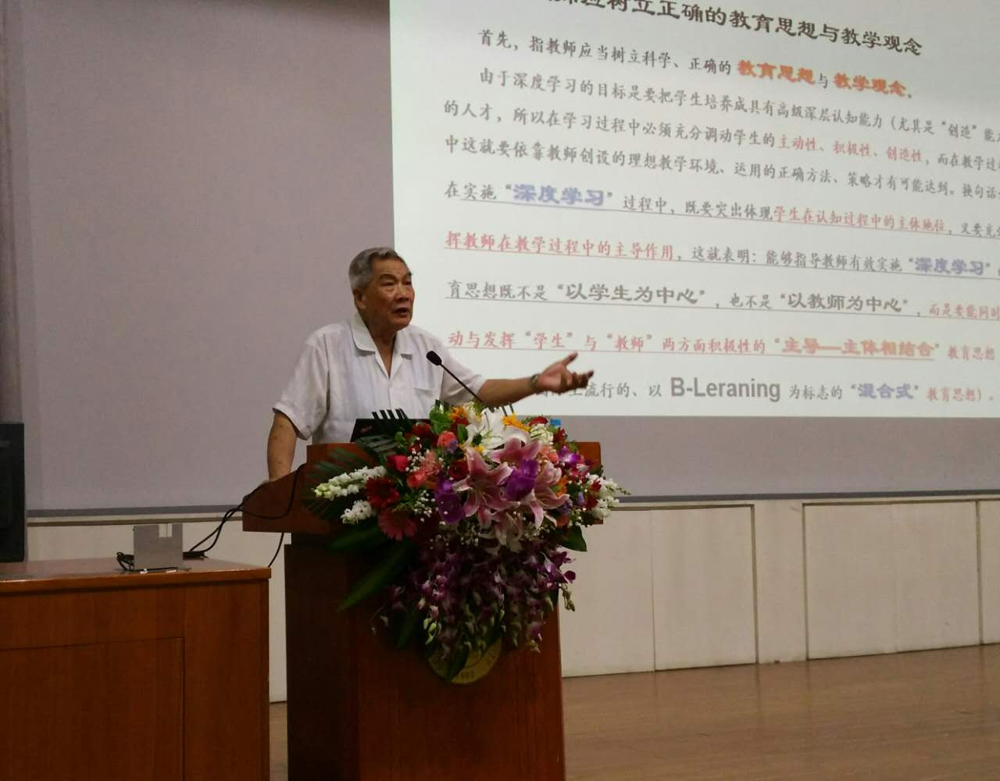 应树立正确的教育思想与教学观念
首先，指教师应当树立科学、正确的 教育思想与 教学观念。
由于深度学习的目标是要把学生培养成具有高级深层认知能力（尤其是“创造”能
的人才，所以在学习过程中必须充分调动学生的主动性、积极性、创造性，而在教学过
中这就要依靠教师创设的理想教学环境、运用的正确方法、策略才有可能达到。换句话
在实施“深度学习”过程中，既要突出体现学生在认知过程中的主体地位，又要充
挥教师在教学过程中的主导作用，这就表明：能够指导教师有效实施“深度学习”
育思想既不是“以学生为中心”，也不是“以教师为中心”，而是要能同时
动与发挥“学生”与“教师”两方面积极性的“主导—主体相结合”教育思想
流行的、以 B-Leraning 为标志的“混合式”教育思想）。